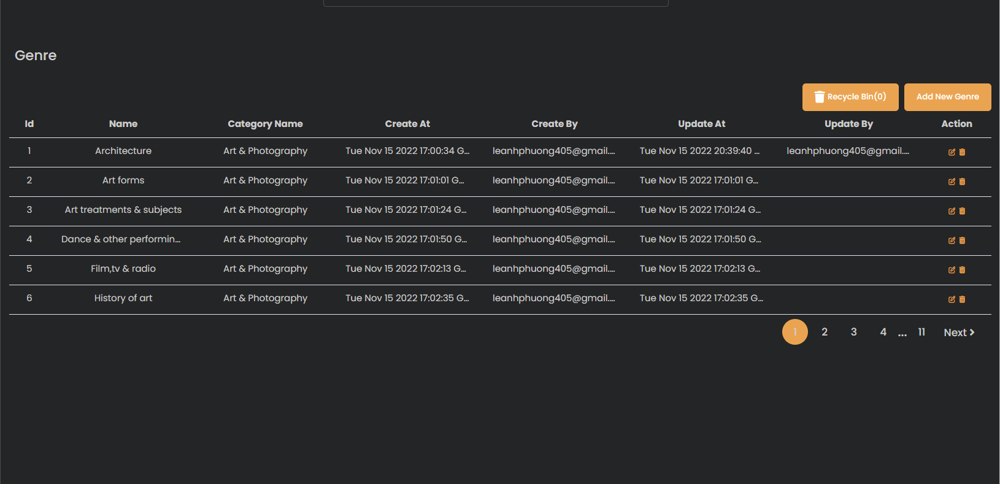 Genre
Recycle Bin(0) Add New Genre
Id Name Category Name Create At Create By Update At Update By Action
1 Architecture Art & Photography Tue Nov 15 2022 17:00:34 G... leanhphuong405@gmail.... Tue Nov 15 2022 20:39:40 ... leanhphuong405@gmail....
2 Art forms Art & Photography Tue Nov 15 2022 17:01:01 G... leanhphuong405@gmail.... Tue Nov 15 2022 17:01:01 G...
3 Art treatments & subjects Art & Photography Tue Nov 15 2022 17:01:24 G... leanhphuong405@gmail.... Tue Nov 15 2022 17:01:24 G...
4 Dance & other performin... Art & Photography Tue Nov 15 2022 17:01:50 G... leanhphuong405@gmail.... Tue Nov 15 2022 17:01:50 G...
5 Film,tv & radio Art & Photography Tue Nov 15 2022 17:02:13 G... leanhphuong405@gmail.... Tue Nov 15 2022 17:02:13 G...
6 History of art Art & Photography Tue Nov 15 2022 17:02:35 G... leanhphuong405@gmail.... Tue Nov 15 2022 17:02:35 G...
1 2 3 4 ... 11 Next